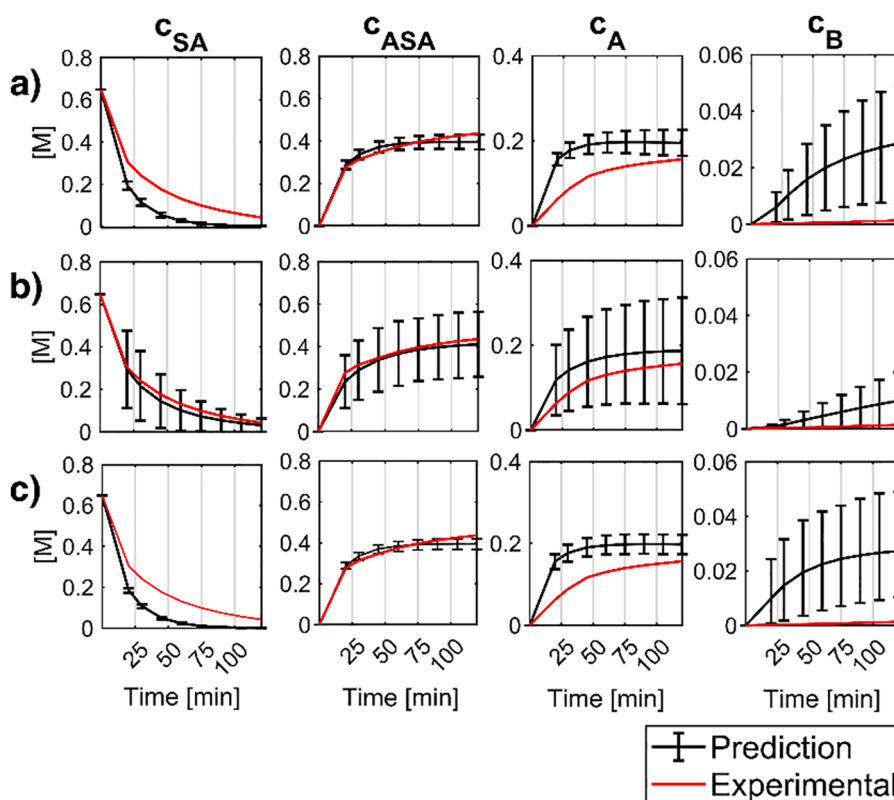 c_SA c_ASA c_A c_B
a)
[M]
0.8 0.8 0.4 0.06
0.6 0.6
0.4 0.4 0.2 0.04
0.2 0.2 0.02
0 0 0 0
b)
[M]
0.8 0.8 0.4 0.06
0.6 0.6
0.4 0.4 0.2 0.04
0.2 0.2 0.02
0 0 0 0
c)
[M]
0.8 0.8 0.4 0.06
0.6 0.6
0.4 0.4 0.2 0.04
0.2 0.2 0.02
0 0 0 0
25 50 75 100 25 50 75 100 25 50 75 100 25 50 75 100
Time [min] Time [min] Time [min] Time [min]
Prediction
Experimental